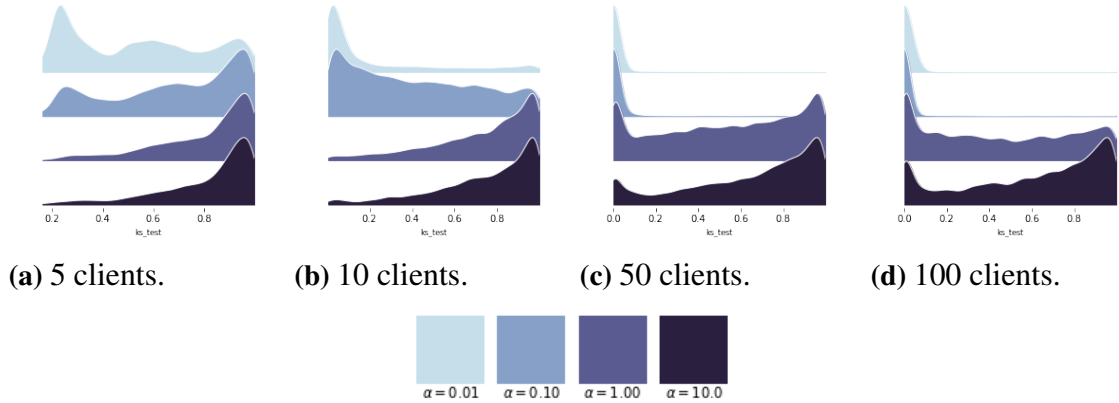 0.2 0.4 0.6 0.8
ks_test
0.2 0.4 0.6 0.8
ks_test
0.0 0.2 0.4 0.6 0.8
ks_test
0.0 0.2 0.4 0.6 0.8
ks_test
(a) 5 clients.
(b) 10 clients.
(c) 50 clients.
(d) 100 clients.
α = 0.01 α = 0.10 α = 1.00 α = 10.0